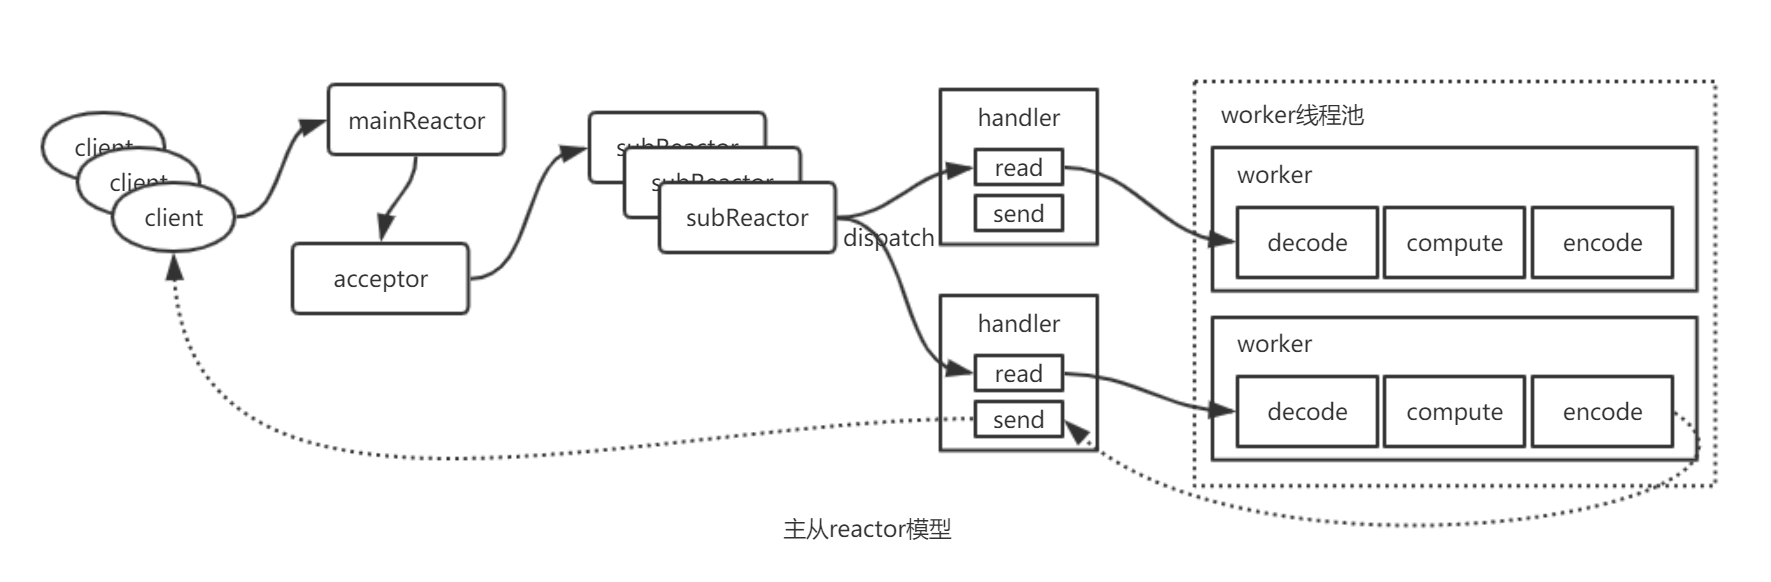 client
client
client
mainReactor
acceptor
subReactor
subReactor
subReactor
dispatch
handler
read
send
handler
read
send
worker线程池
worker
decode
compute
encode
worker
decode
compute
encode
主从reactor模型